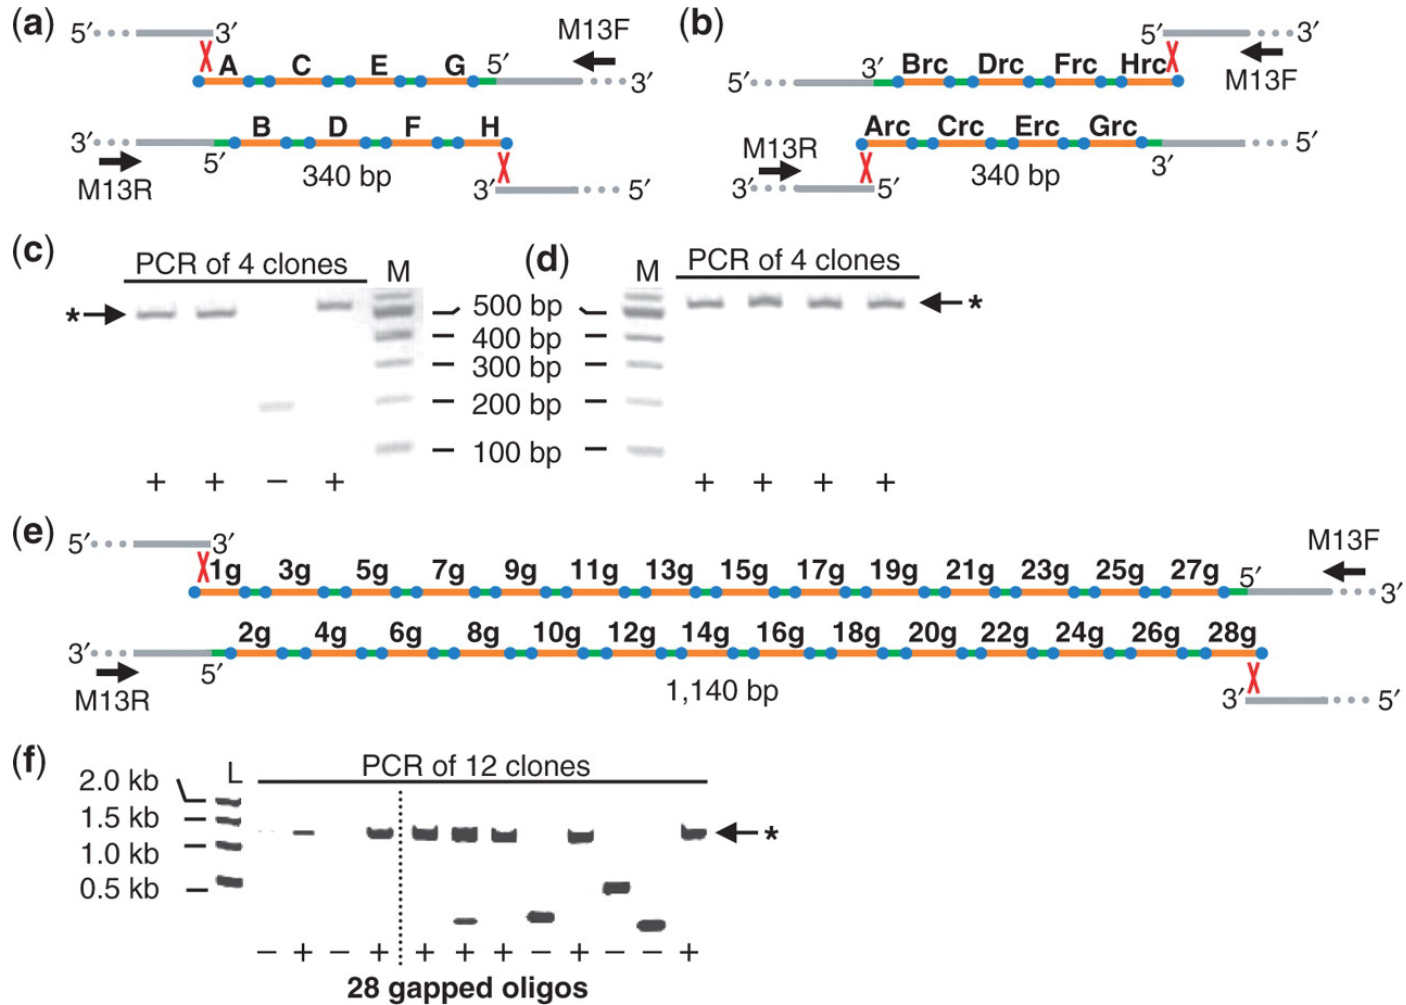 (a)
5′
3′
M13F
A C E G 5′
3′
3′
B D F H
5′
340 bp
M13R
3′
5′
(b)
5′
M13F
3′ Brc Drc Frc Hrc
5′
Arc Crc Erc Grc
5′
M13R
3′
340 bp
3′
5′
(c)
PCR of 4 clones
M
*
500 bp
400 bp
300 bp
200 bp
100 bp
+ + − +
(d)
M
PCR of 4 clones
*
+ + + +
(e)
5′
3′
M13F
1g 3g 5g 7g 9g 11g 13g 15g 17g 19g 21g 23g 25g 27g 5′
3′
2g 4g 6g 8g 10g 12g 14g 16g 18g 20g 22g 24g 26g 28g
3′
5′
M13R
1,140 bp
3′
5′
(f)
L
PCR of 12 clones
2.0 kb
1.5 kb
1.0 kb
0.5 kb
*
− + − + + + + − + − − +
28 gapped oligos